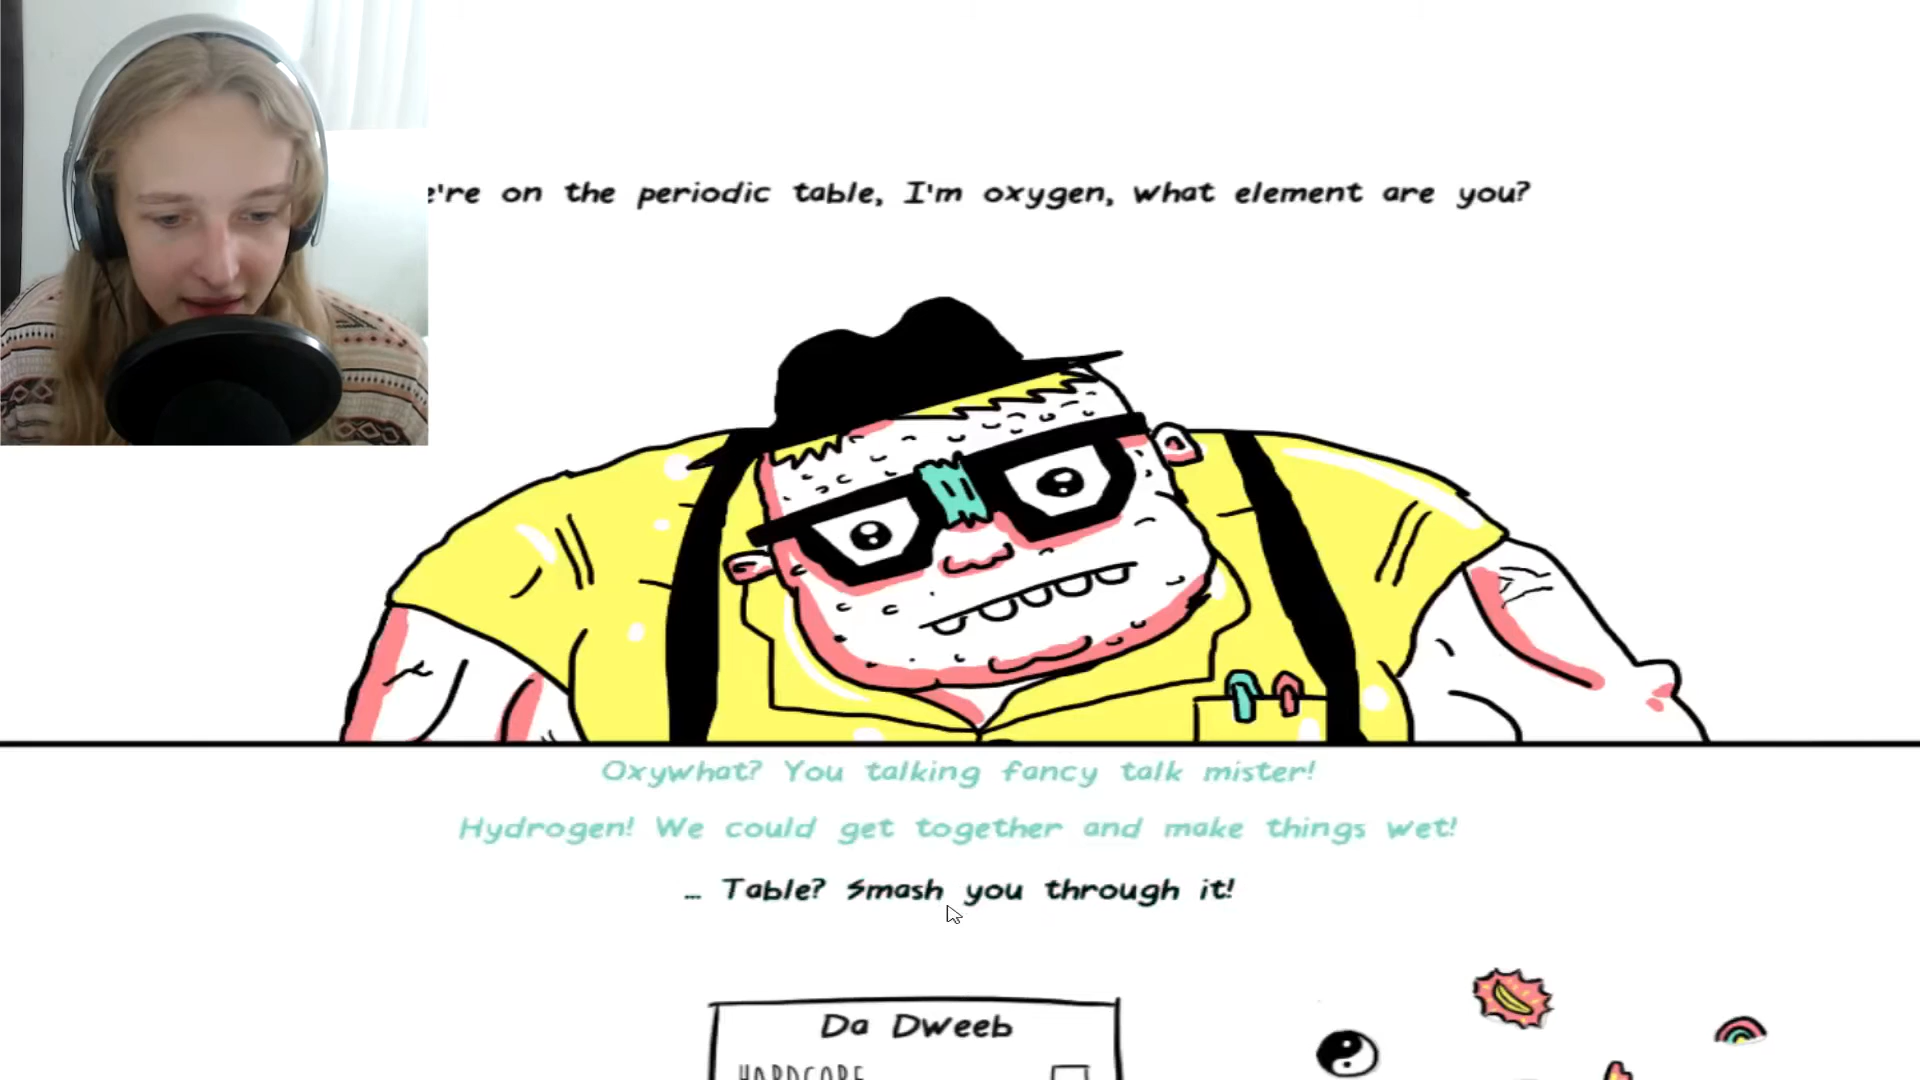 e're on the periodic table, I'm oxygen, what element are you?
Oxywhat? You talking fancy talk mister!
Hydrogen! We could get together and make things wet!
... Table? Smash you through it!
Da Dweeb
HARDCORE